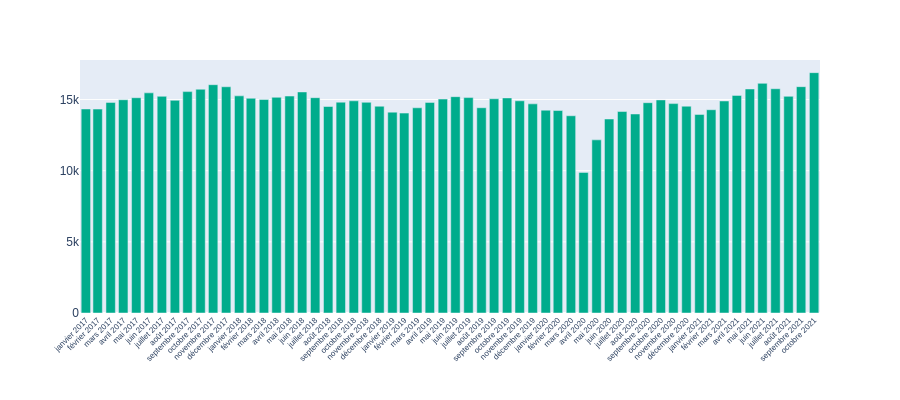 15k
10k
5k
0
janvier 2017
février 2017
mars 2017
avril 2017
mai 2017
juin 2017
juillet 2017
août 2017
septembre 2017
octobre 2017
novembre 2017
décembre 2017
janvier 2018
février 2018
mars 2018
avril 2018
mai 2018
juin 2018
juillet 2018
août 2018
septembre 2018
octobre 2018
novembre 2018
décembre 2018
janvier 2019
février 2019
mars 2019
avril 2019
mai 2019
juin 2019
juillet 2019
août 2019
septembre 2019
octobre 2019
novembre 2019
décembre 2019
janvier 2020
février 2020
mars 2020
avril 2020
mai 2020
juin 2020
juillet 2020
août 2020
septembre 2020
octobre 2020
novembre 2020
décembre 2020
janvier 2021
février 2021
mars 2021
avril 2021
mai 2021
juin 2021
juillet 2021
août 2021
septembre 2021
octobre 2021